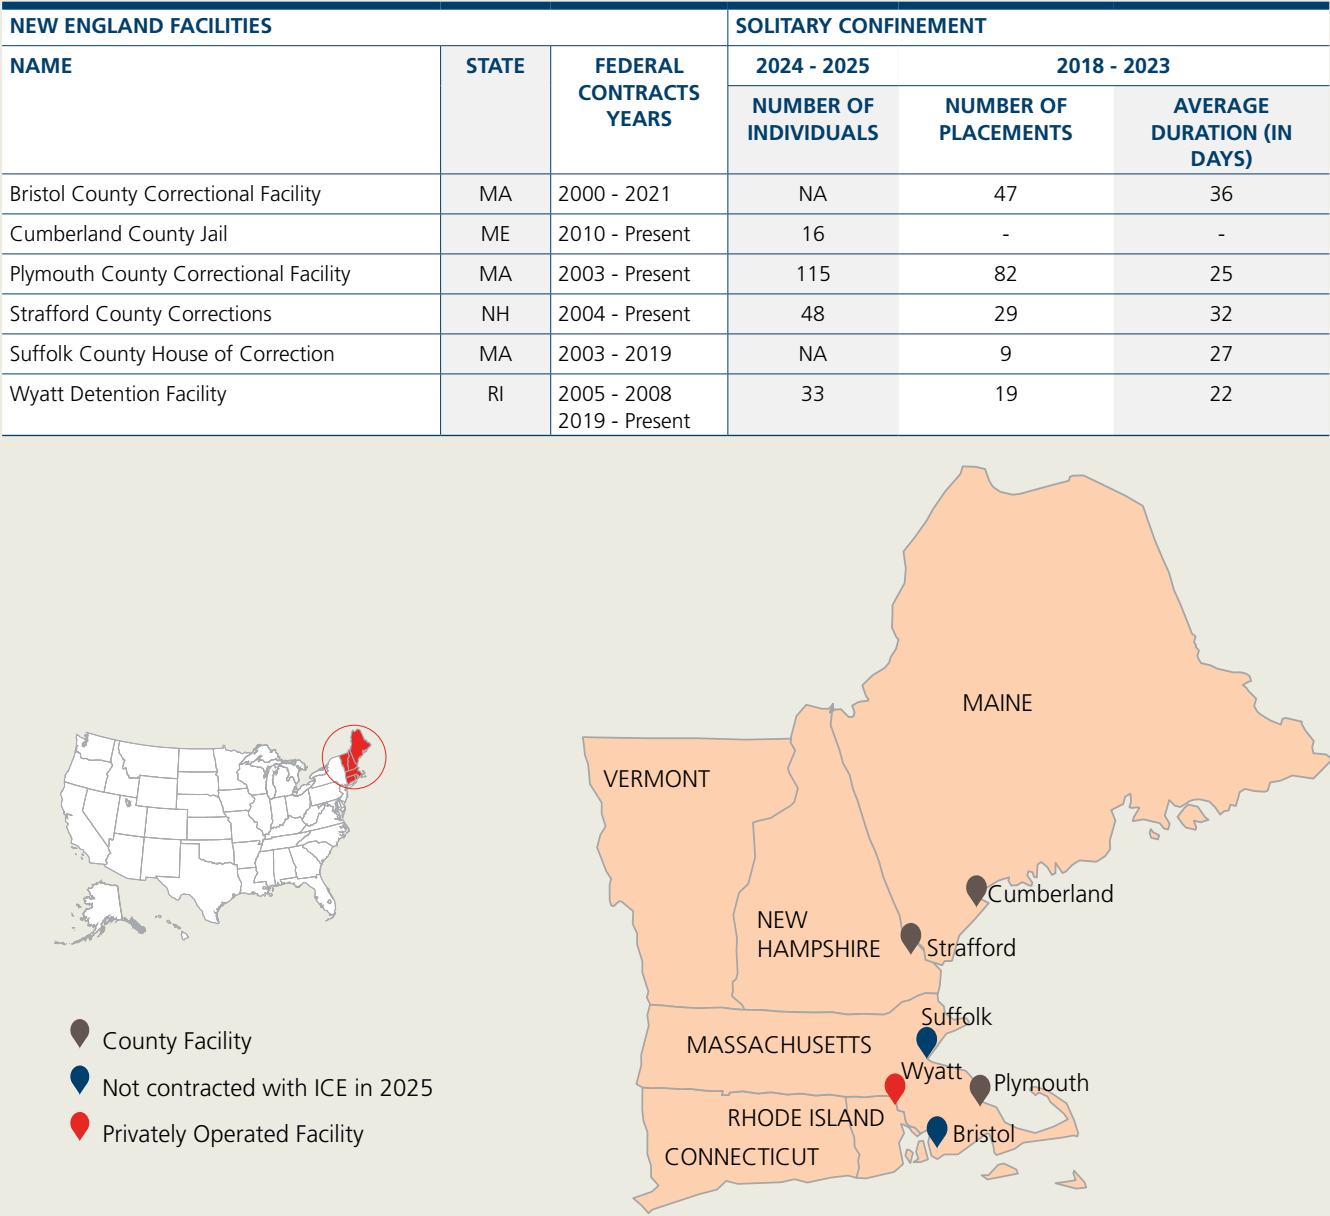 NEW ENGLAND FACILITIES SOLITARY CONFINEMENT
NAME STATE FEDERAL CONTRACTS YEARS 2024 - 2025 2018 - 2023
NUMBER OF INDIVIDUALS NUMBER OF PLACEMENTS AVERAGE DURATION (IN DAYS)
Bristol County Correctional Facility MA 2000 - 2021 NA 47 36
Cumberland County Jail ME 2010 - Present 16 - -
Plymouth County Correctional Facility MA 2003 - Present 115 82 25
Strafford County Corrections NH 2004 - Present 48 29 32
Suffolk County House of Correction MA 2003 - 2019 NA 9 27
Wyatt Detention Facility RI 2005 - 2008 33 19 22
2019 - Present
MAINE
VERMONT
Cumberland
NEW
HAMPSHIRE
Strafford
Suffolk
MASSACHUSETTS
Wyatt
Plymouth
RHODE ISLAND
Bristol
CONNECTICUT
County Facility
Not contracted with ICE in 2025
Privately Operated Facility